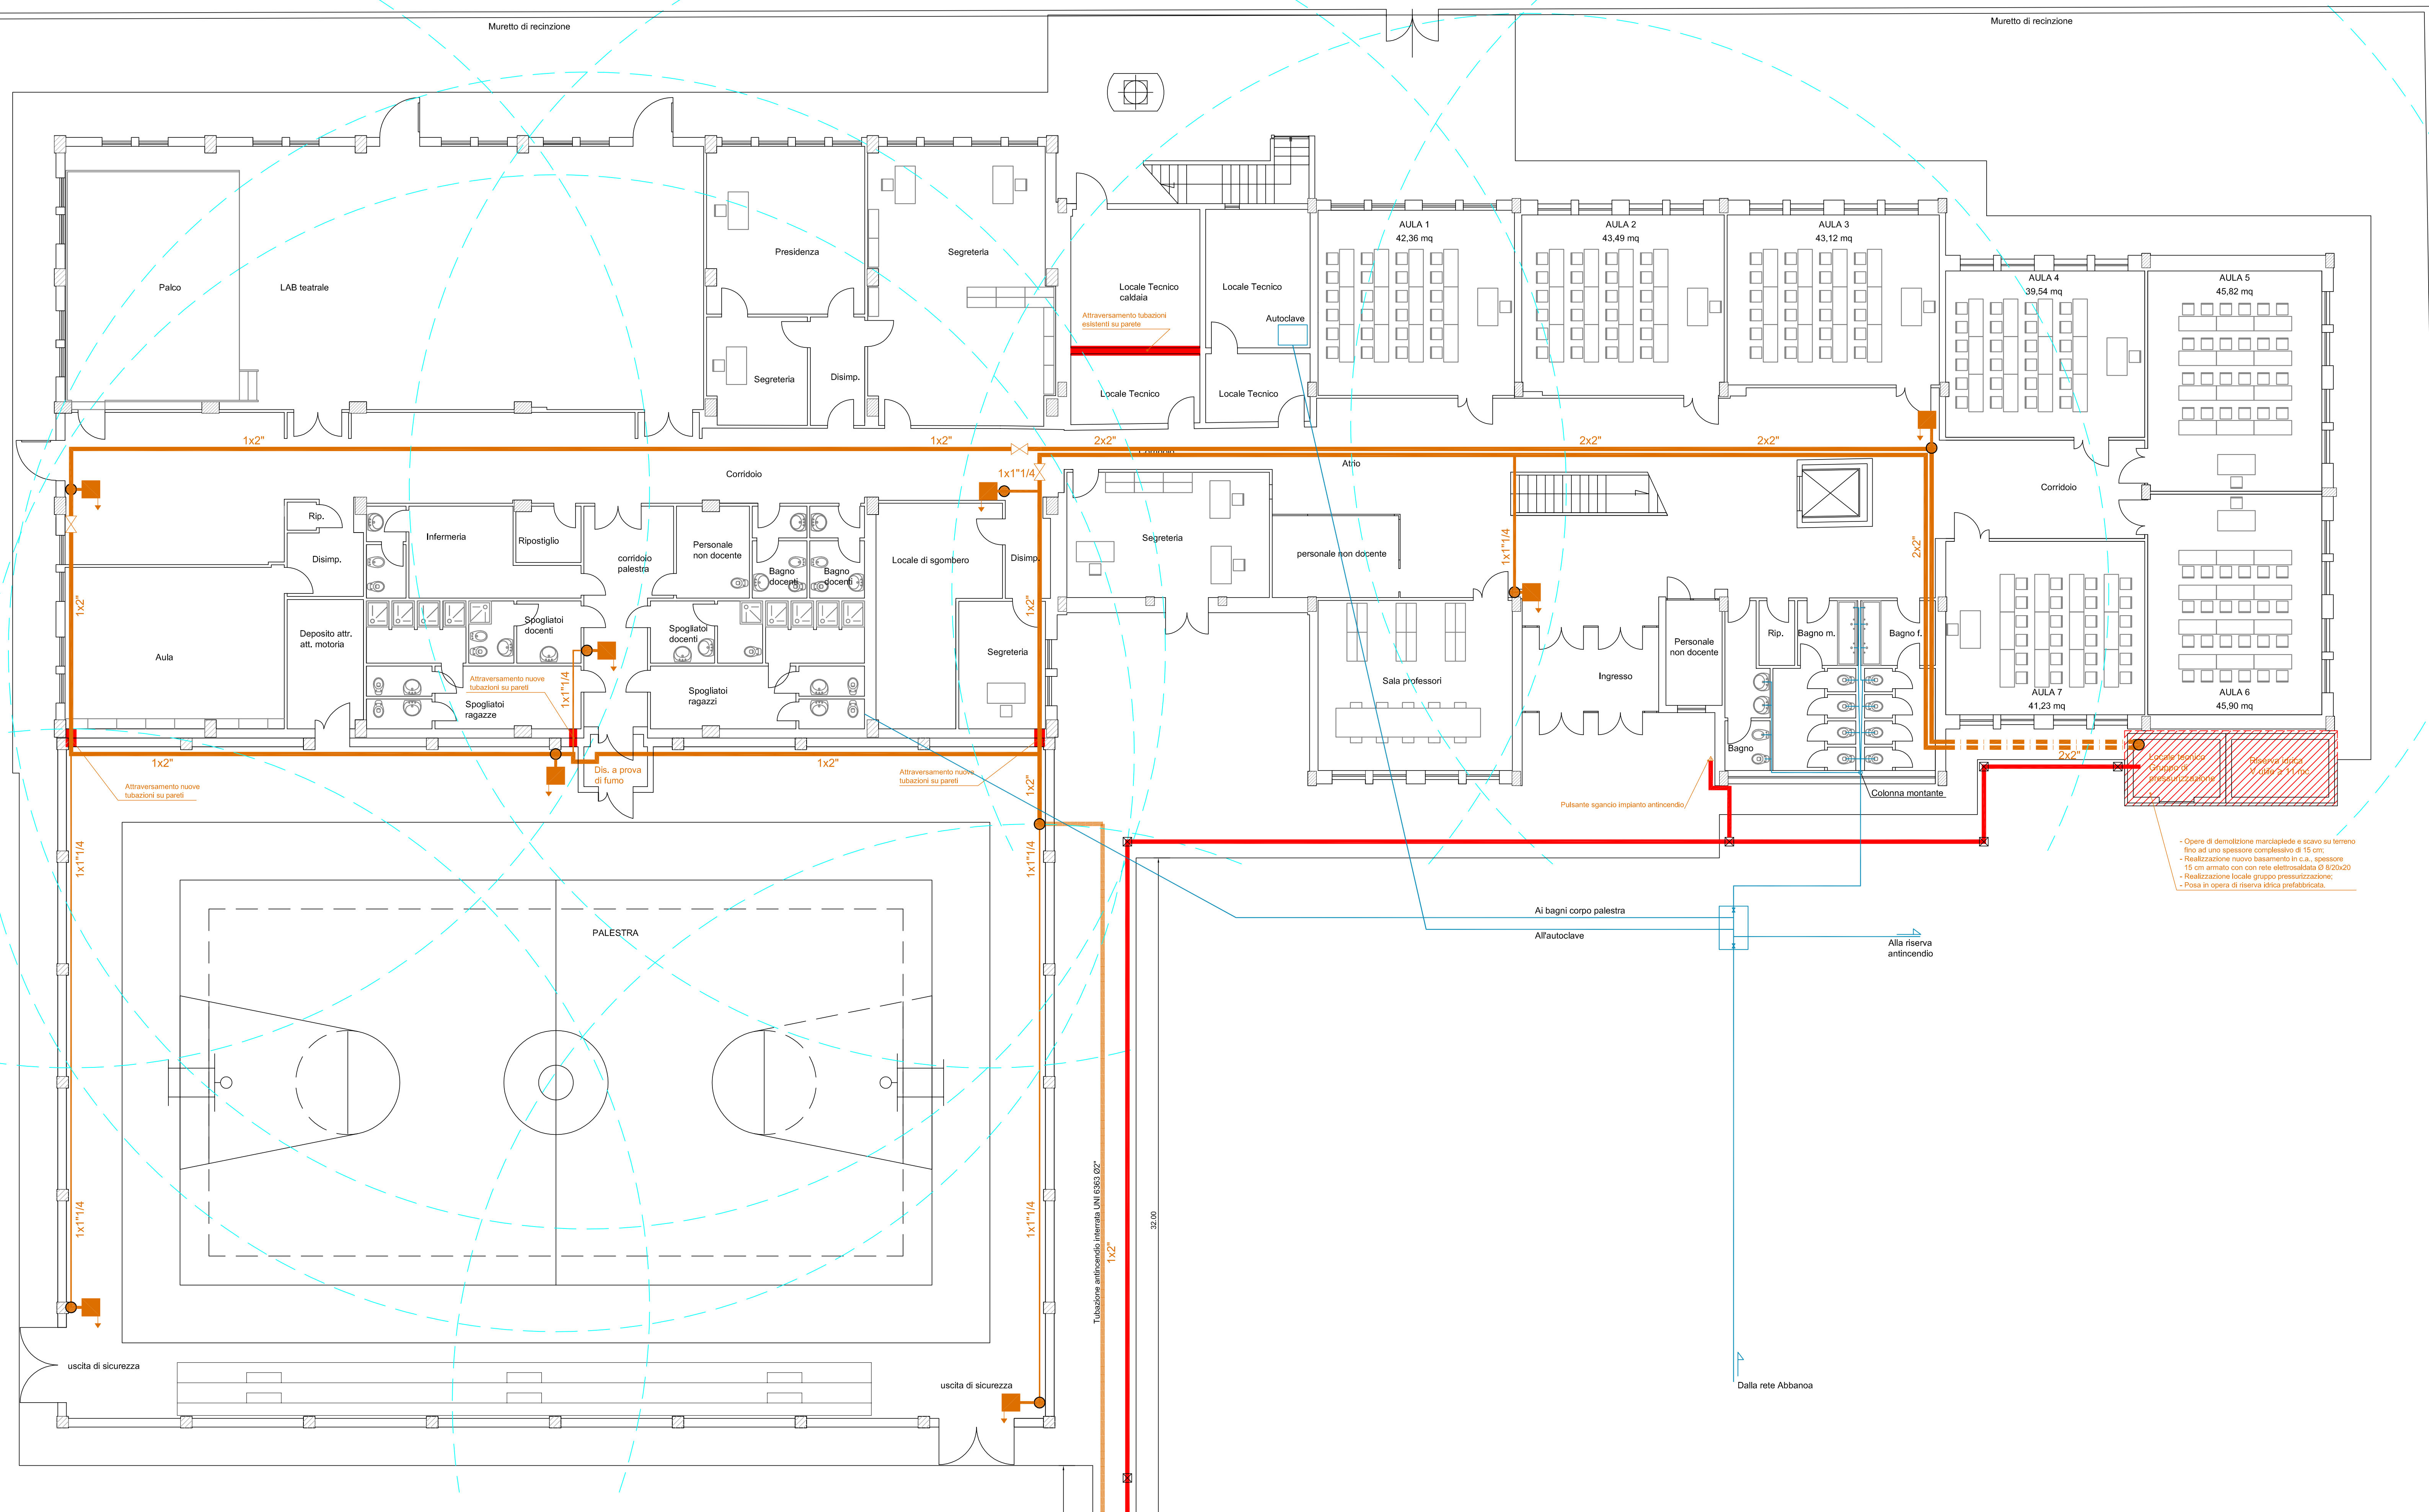 Muretto di recinzione
Muretto di recinzione
AULA 1
42,36 mq
AULA 2
43,49 mq
AULA 3
43,12 mq
Presidenza
Segreteria
Palco
LAB teatrale
Locale Tecnico
caldaia
Locale Tecnico
AULA 4
39,54 mq
AULA 5
45,82 mq
Attraversamento tubazioni
esistenti su parete
Autoclave
Segreteria
Disimp.
Locale Tecnico
Locale Tecnico
1x2"
1x2"
2x2"
2x2"
2x2"
Corridoio
Atrio
Corridoio
1x1"1/4
Corridoio
Rip.
Infermeria
Ripostiglio
Disimp.
corridoio
palestra
Personale
non docente
Bagno
docenti
Bagno
docenti
Locale di sgombero
Disimp.
Segreteria
personale non docente
1x1"1/4
2x2"
1x2"
1x2"
Deposito attr.
att. motoria
Aula
Spogliatoi
docenti
Spogliatoi
docenti
Segreteria
Attraversamento nuove
tubazioni su pareti
1x1"1/4
Spogliatoi
ragazze
Spogliatoi
ragazzi
Sala professori
Ingresso
Personale
non docente
Rip.
Bagno m.
Bagno f.
Bagno
AULA 7
41,23 mq
AULA 6
45,90 mq
1x2"
Dis. a prova
di fumo
1x2"
Attraversamento nuove
tubazioni su pareti
Attraversamento nuove
tubazioni su pareti
1x2"
2x2"
Locale tecnico
Gruppo di
pressurizzazione
Riserva idrica
V utile ≥ 11 mc
Colonna montante
Pulsante sgancio impianto antincendio
- Opere di demolizione marciapiede e scavo su terreno
fino ad uno spessore complessivo di 15 cm;
- Realizzazione nuovo basamento in c.a., spessore
15 cm armato con con rete elettrosaldata Ø 8/20x20
- Realizzazione locale gruppo pressurizzazione;
- Posa in opera di riserva idrica prefabbricata.
1x1"1/4
1x1"1/4
PALESTRA
Ai bagni corpo palestra
All'autoclave
Alla riserva
antincendio
1x1"1/4
1x1"1/4
Tubazione antincendio interrata UNI 6363 Ø2"
1x2"
32.00
uscita di sicurezza
uscita di sicurezza
Dalla rete Abbanoa